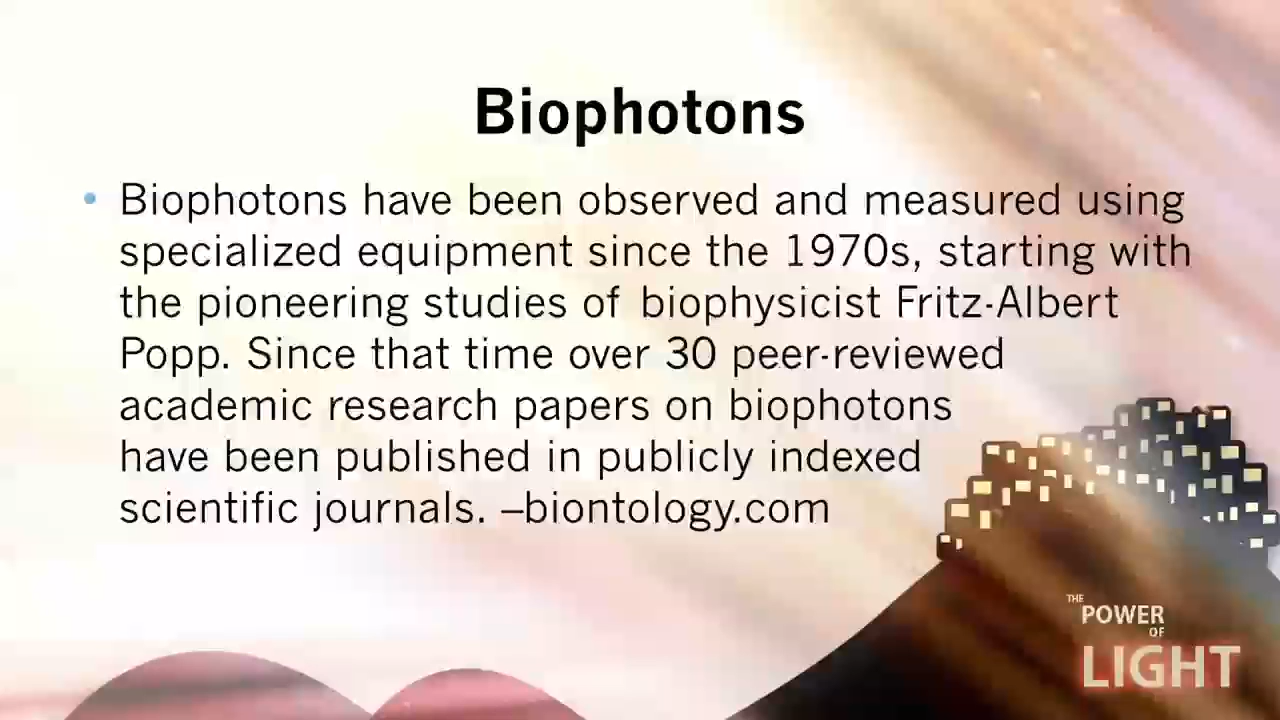 Biophotons
• Biophotons have been observed and measured using
specialized equipment since the 1970s, starting with
the pioneering studies of biophysicist Fritz-Albert
Popp. Since that time over 30 peer-reviewed
academic research papers on biophotons
have been published in publicly indexed
scientific journals. –biontology.com
THE
POWER
OF
LIGHT